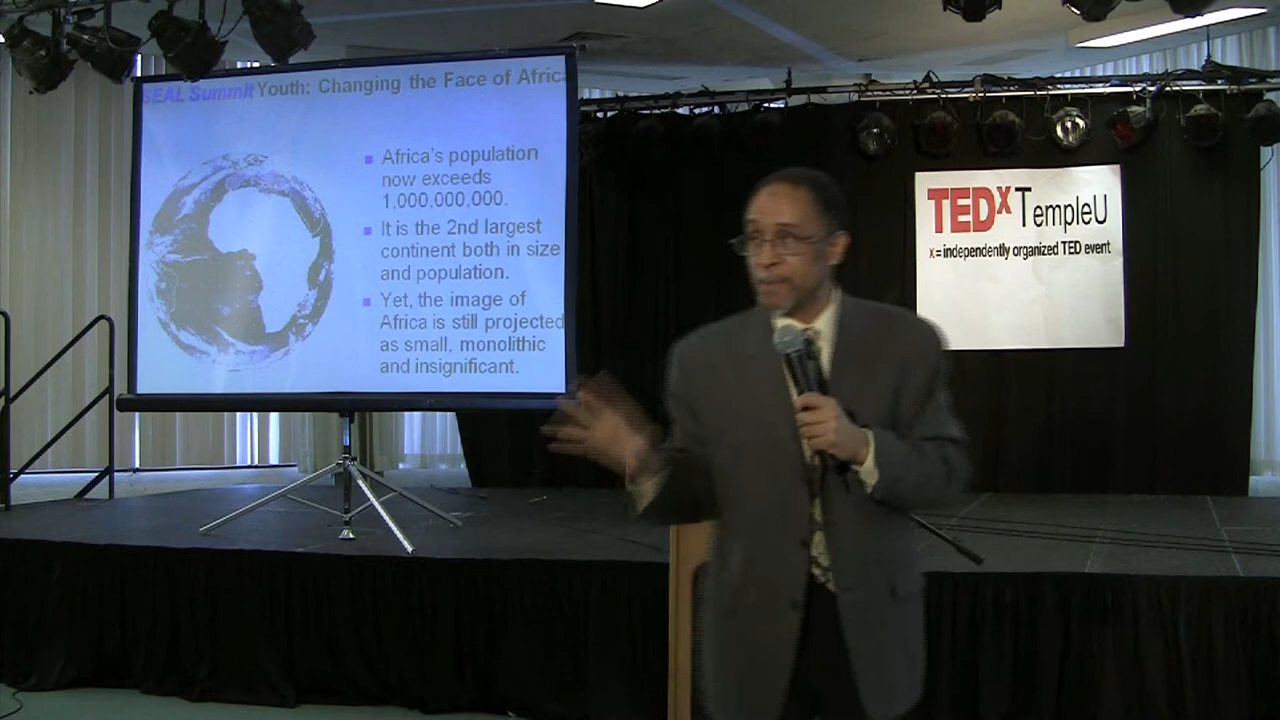 SEAL Summit Youth: Changing the Face of Africa
Africa's population
now exceeds
1,000,000,000.
It is the 2nd largest
continent both in size
and population.
Yet, the image of
Africa is still projected
as small, monolithic
and insignificant.
TEDx TempleU
x = independently organized TED event